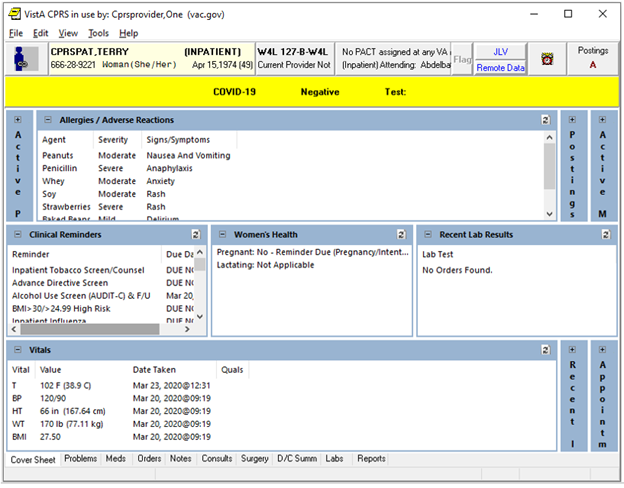 VistA CPRS in use by: Cprsprovider,One (vac.gov)
File Edit View Tools Help
CPRSPAT,TERRY (INPATIENT) W4L 127-B-W4L No PACT assigned at any VA JLV Postings
666-28-9221 Woman(She/Her) Apr 15,1974 (49) Current Provider Not (Inpatient) Attending: Abdelba Flag Remote Data A
COVID-19 Negative Test:
Active P
Allergies / Adverse Reactions
Agent Severity Signs/Symptoms
Peanuts Moderate Nausea And Vomiting
Penicillin Severe Anaphylaxis
Whey Moderate Anxiety
Soy Moderate Rash
Strawberries Severe Rash
Baked Beans Mild Delirium
Postings
Active M
Clinical Reminders
Reminder Due Da
Inpatient Tobacco Screen/Counsel DUE NO
Advance Directive Screen DUE NO
Alcohol Use Screen (AUDIT-C) & F/U Mar 20,
BMI>30/>24.99 High Risk DUE NO
Inpatient Influenza DUE NO
Women's Health
Pregnant: No - Reminder Due (Pregnancy/Intent...
Lactating: Not Applicable
Recent Lab Results
Lab Test
No Orders Found.
Vitals
Vital Value Date Taken Quals
T 102 F (38.9 C) Mar 23, 2020@12:31
BP 120/90 Mar 20, 2020@09:19
HT 66 in (167.64 cm) Mar 20, 2020@09:19
WT 170 lb (77.11 kg) Mar 20, 2020@09:19
BMI 27.50 Mar 20, 2020@09:19
Recent I
Appointm
Cover Sheet Problems Meds Orders Notes Consults Surgery D/C Summ Labs Reports